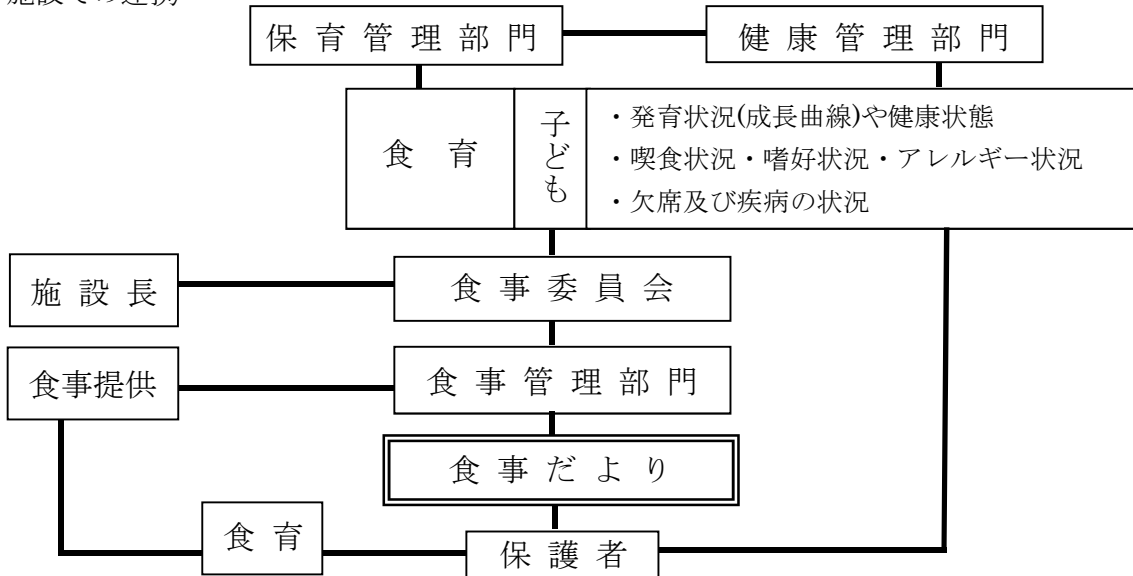 施設での連携
保育管理部門
健康管理部門
食育
子ども
・発育状況(成長曲線)や健康状態
・喫食状況・嗜好状況・アレルギー状況
・欠席及び疾病の状況
施設長
食事委員会
食事提供
食事管理部門
食事だより
食育
保護者